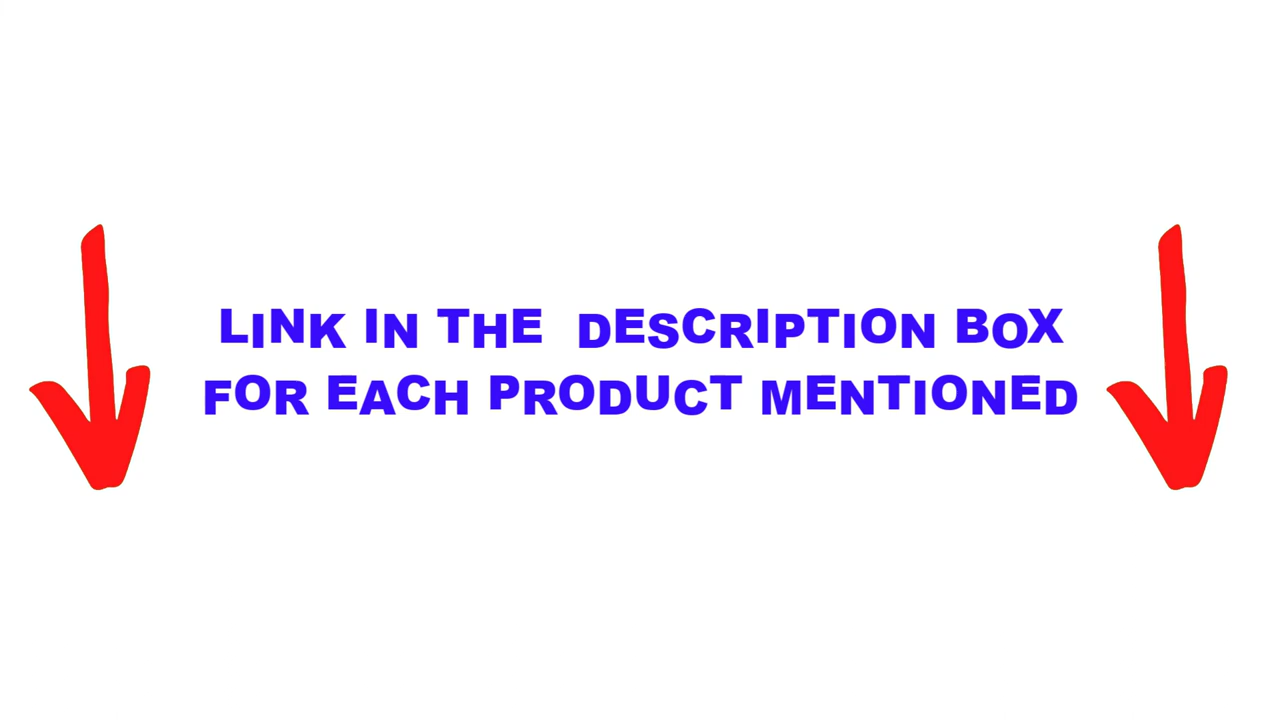 LINK IN THE DESCRIPTION BOX
FOR EACH PRODUCT MENTIONED